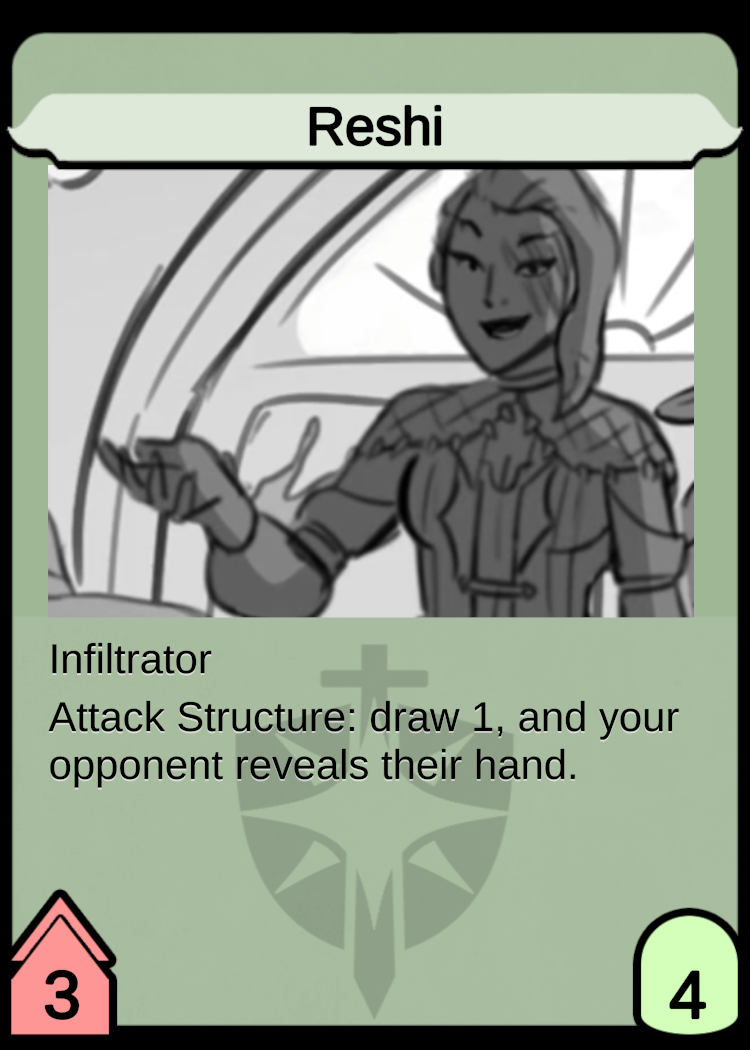 Reshi
Infiltrator
Attack Structure: draw 1, and your
opponent reveals their hand.
3
4